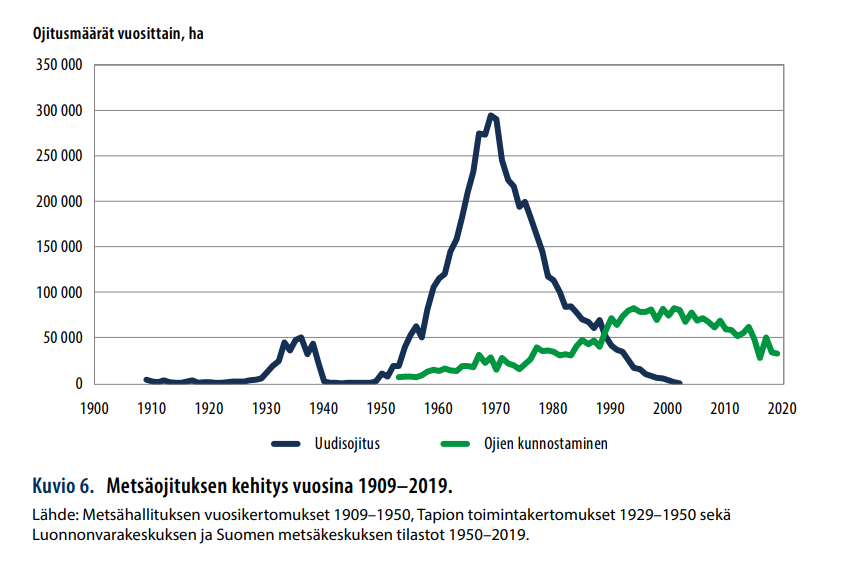 Ojitusmäärät vuosittain, ha
350 000
300 000
250 000
200 000
150 000
100 000
50 000
0
1900 1910 1920 1930 1940 1950 1960 1970 1980 1990 2000 2010 2020
Uudisojitus Ojien kunnostaminen
Kuvio 6. Metsäojituksen kehitys vuosina 1909–2019.
Lähde: Metsähallituksen vuosikertomukset 1909–1950, Tapion toimintakertomukset 1929–1950 sekä
Luonnonvarakeskuksen ja Suomen metsäkeskuksen tilastot 1950–2019.